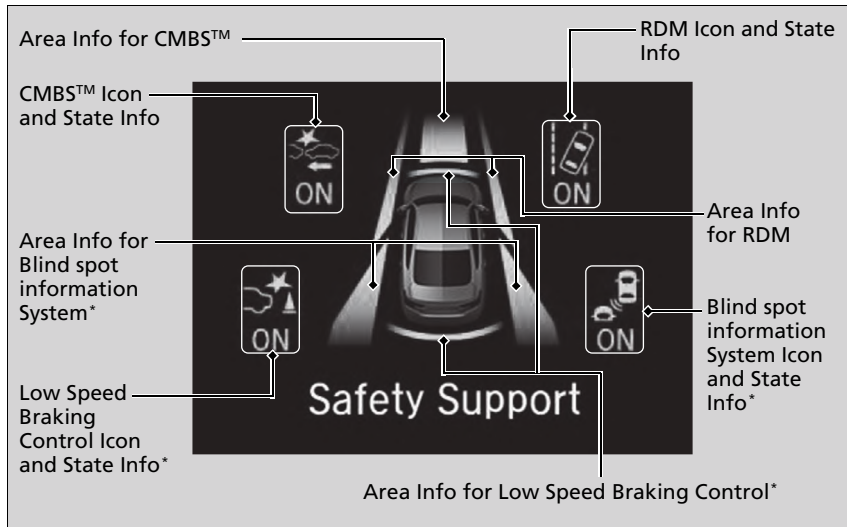 Area Info for CMBS™
RDM Icon and State
Info
CMBS™ Icon
and State Info
ON
ON
Area Info
for RDM
Area Info for
Blind spot
information
System*
ON
ON
Blind spot
information
System Icon
and State
Info*
Low Speed
Braking
Control Icon
and State Info*
Safety Support
Area Info for Low Speed Braking Control*